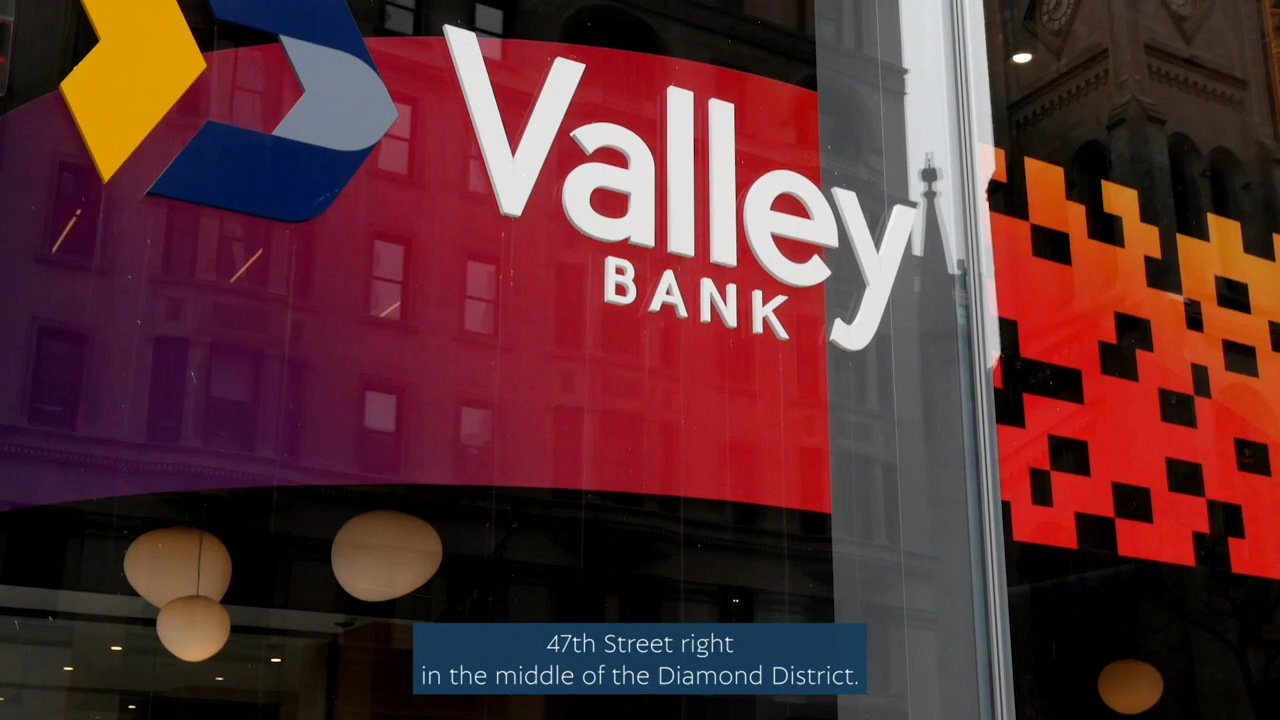 Valley
BANK
47th Street right
in the middle of the Diamond District.